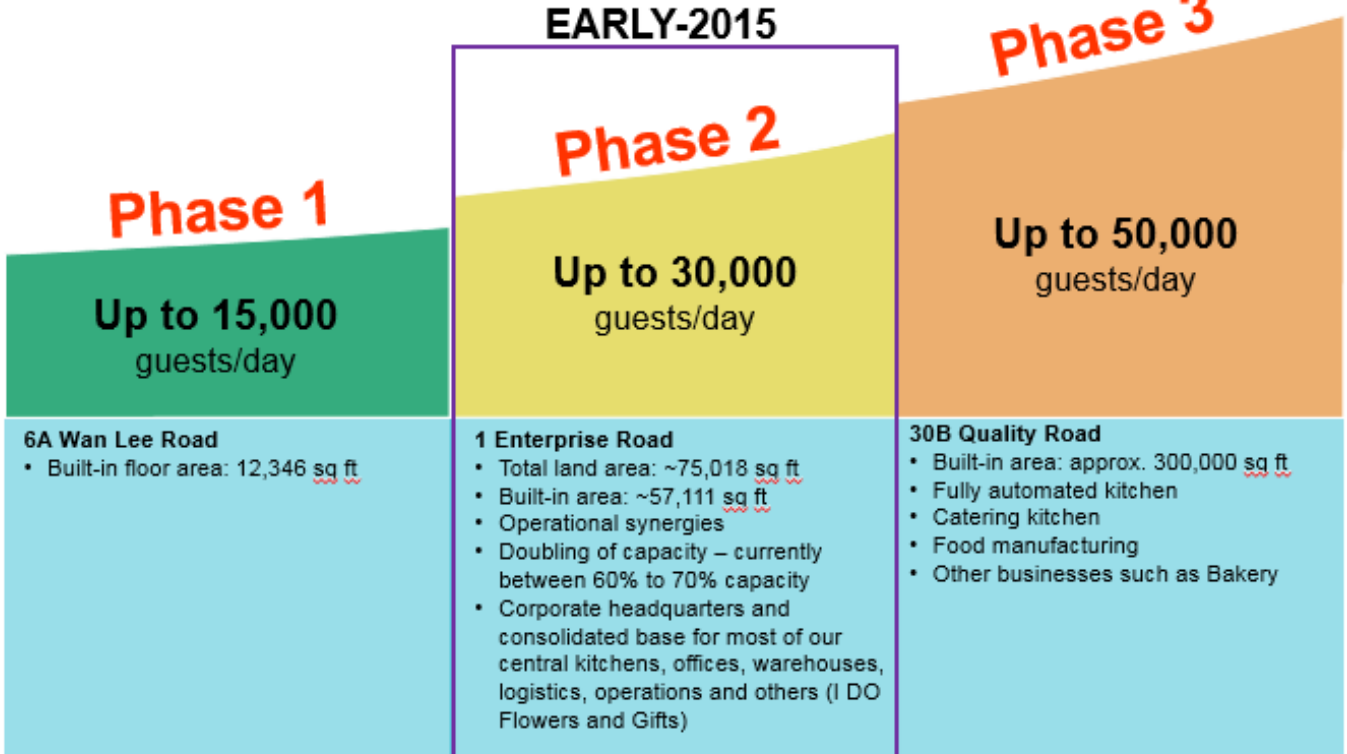 EARLY-2015
Phase 1
Up to 15,000
guests/day
6A Wan Lee Road
• Built-in floor area: 12,346 sq ft
Phase 2
Up to 30,000
guests/day
1 Enterprise Road
• Total land area: ~75,018 sq ft
• Built-in area: ~57,111 sq ft
• Operational synergies
• Doubling of capacity – currently
between 60% to 70% capacity
• Corporate headquarters and
consolidated base for most of our
central kitchens, offices, warehouses,
logistics, operations and others (I DO
Flowers and Gifts)
Phase 3
Up to 50,000
guests/day
30B Quality Road
• Built-in area: approx. 300,000 sq ft
• Fully automated kitchen
• Catering kitchen
• Food manufacturing
• Other businesses such as Bakery